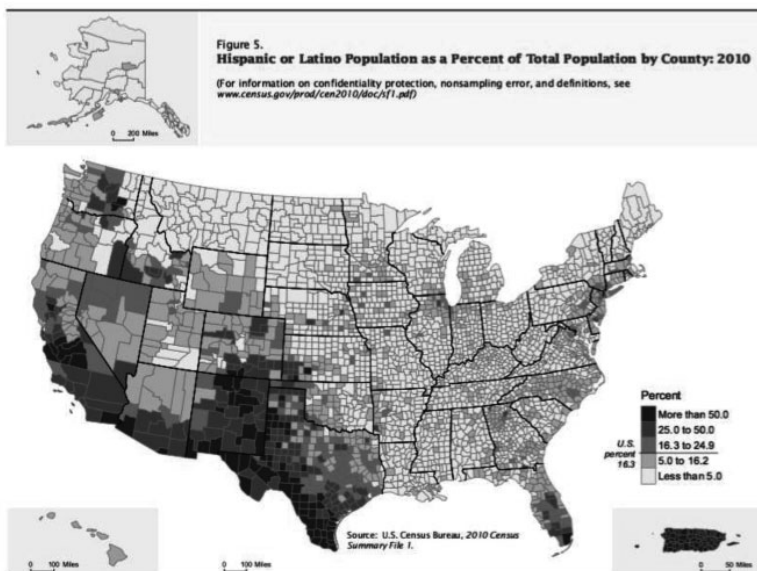 Figure 5.
Hispanic or Latino Population as a Percent of Total Population by County: 2010
(For information on confidentiality protection, nonsampling error, and definitions, see
www.census.gov/prod/cen2010/doc/sf1.pdf)
0 200 Miles
Percent
More than 50.0
25.0 to 50.0
16.3 to 24.9
5.0 to 16.2
Less than 5.0
U.S.
percent
16.3
Source: U.S. Census Bureau, 2010 Census
Summary File 1.
0 100 Miles
0 100 Miles
0 50 Miles